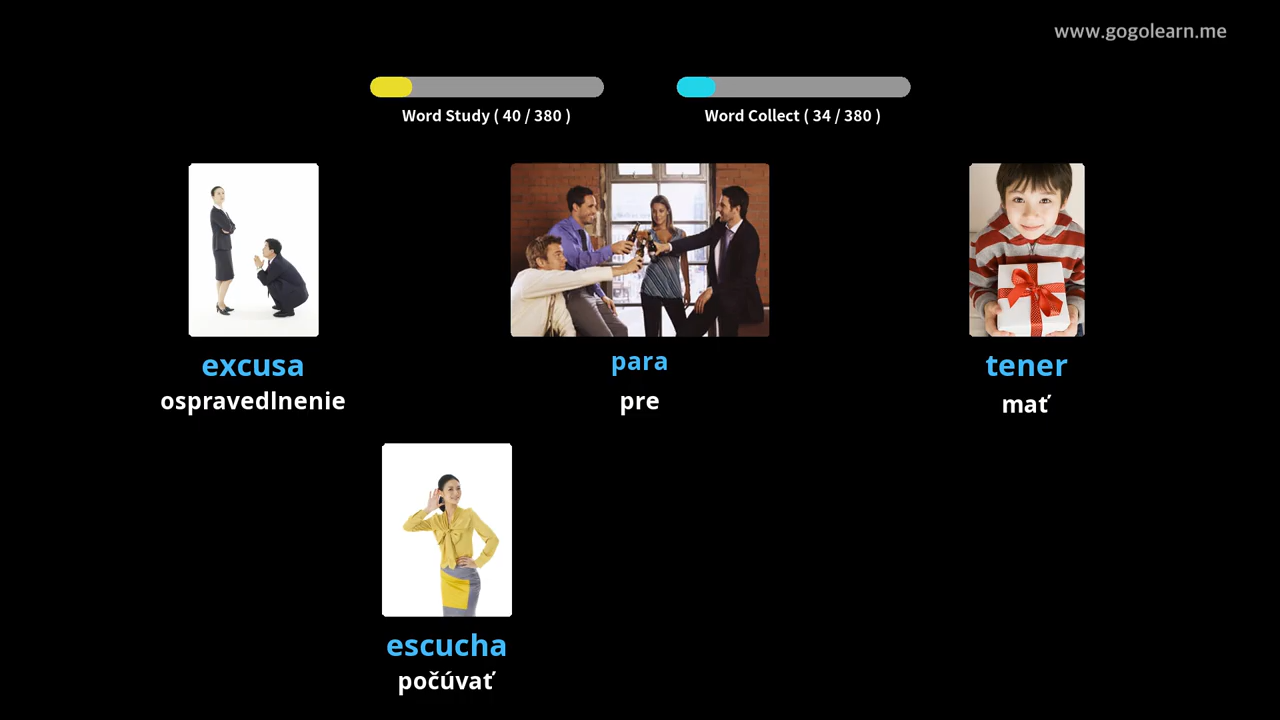 www.gogolearn.me
Word Study ( 40 / 380 )
Word Collect ( 34 / 380 )
excusa
ospravedlnenie
para
pre
tener
mať
escucha
počúvať